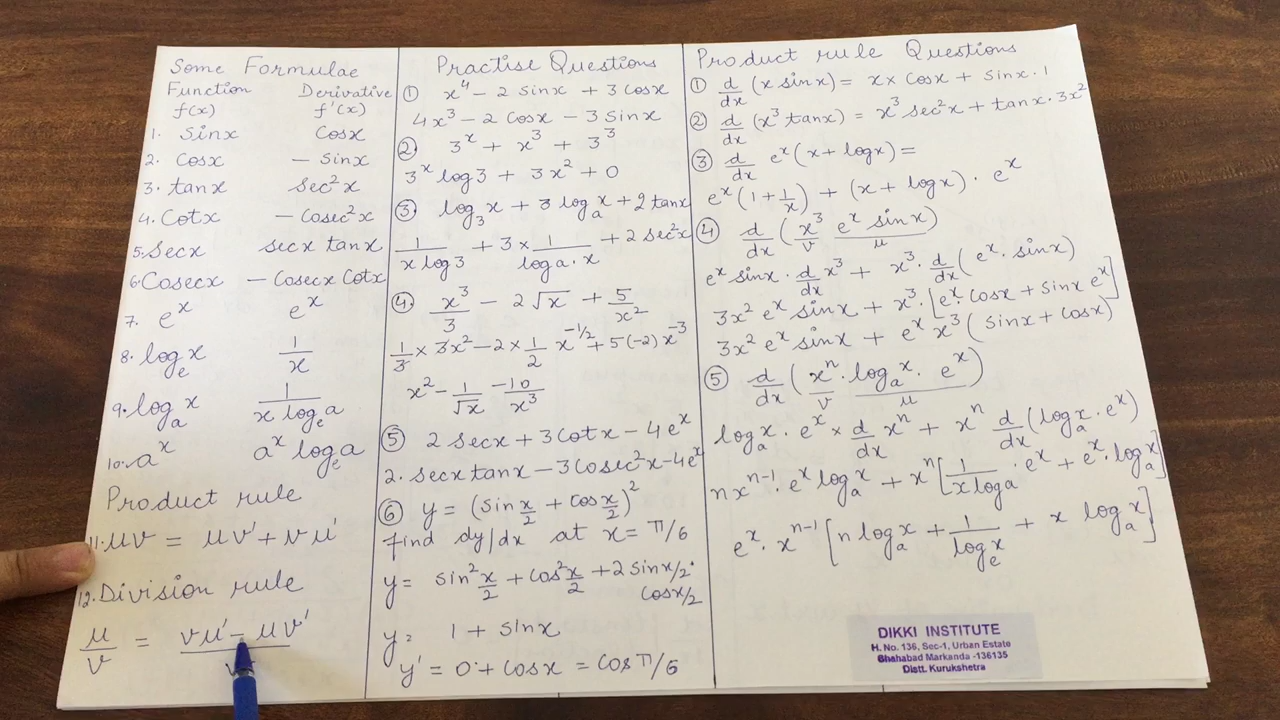 Some Formulae
Function Derivative
f(x) f'(x)
1. sinx cosx
2. cosx – sinx
3. tanx sec²x
4. Cotx – Cosec²x
5. secx secx tanx
6. Cosecx – Cosecx Cotx
7. eˣ eˣ
8. logₑx 1/x
9. logₐx 1/(x logₑa)
10. aˣ aˣ logₑa
Product rule
11. uv = uv' + vu'
12. Division rule
u/v = (vu' – uv')/v
Practise Questions
① x⁴ – 2 sinx + 3 cosx
4x³ – 2 cosx – 3 sinx
② 3ˣ + x³ + 3³
3ˣ log3 + 3x² + 0
③ log₃x + 3 logₐx + 2 tanx
1/(x log3) + 3 × 1/(loga · x) + 2 sec²x
④ x³/3 – 2√x + 5/x²
1/3 × 3x² – 2 × 1/2 x^(-1/2) + 5(-2) x⁻³
x² – 1/√x – 10/x³
⑤ 2 secx + 3 cotx – 4eˣ
2. secx tanx – 3 Cosec²x – 4eˣ
⑥ y = (sin x/2 + cos x/2)²
find dy/dx at x = π/6
y = sin² x/2 + cos² x/2 + 2 sinx/2 ·
cosx/2
y = 1 + sinx
y' = 0 + cosx = cos π/6
Product rule Questions
① d/dx (x sinx) = x × cosx + sinx · 1
② d/dx (x³ tanx) = x³ sec²x + tanx · 3x²
③ d/dx eˣ(x + logx) =
eˣ(1 + 1/x) + (x + logx) · eˣ
④ d/dx (x³ eˣ sinx)
v u
eˣ sinx · d/dx x³ + x³ · d/dx (eˣ · sinx)
3x² eˣ sinx + x³ · [eˣ · cosx + sinx eˣ]
3x² eˣ sinx + eˣ x³ (sinx + cosx)
⑤ d/dx (xⁿ · logₐx · eˣ)
v u
logₐx · eˣ × d/dx xⁿ + xⁿ d/dx (logₐx · eˣ)
nxⁿ⁻¹ · eˣ logₐx + xⁿ [1/(x loga) · eˣ + eˣ · logₐx]
eˣ · xⁿ⁻¹ [n logₐx + 1/logₑx + x logₐx]
DIKKI INSTITUTE
H. No. 136, Sec-1, Urban Estate
Shahabad Markanda -136135
Distt. Kurukshetra